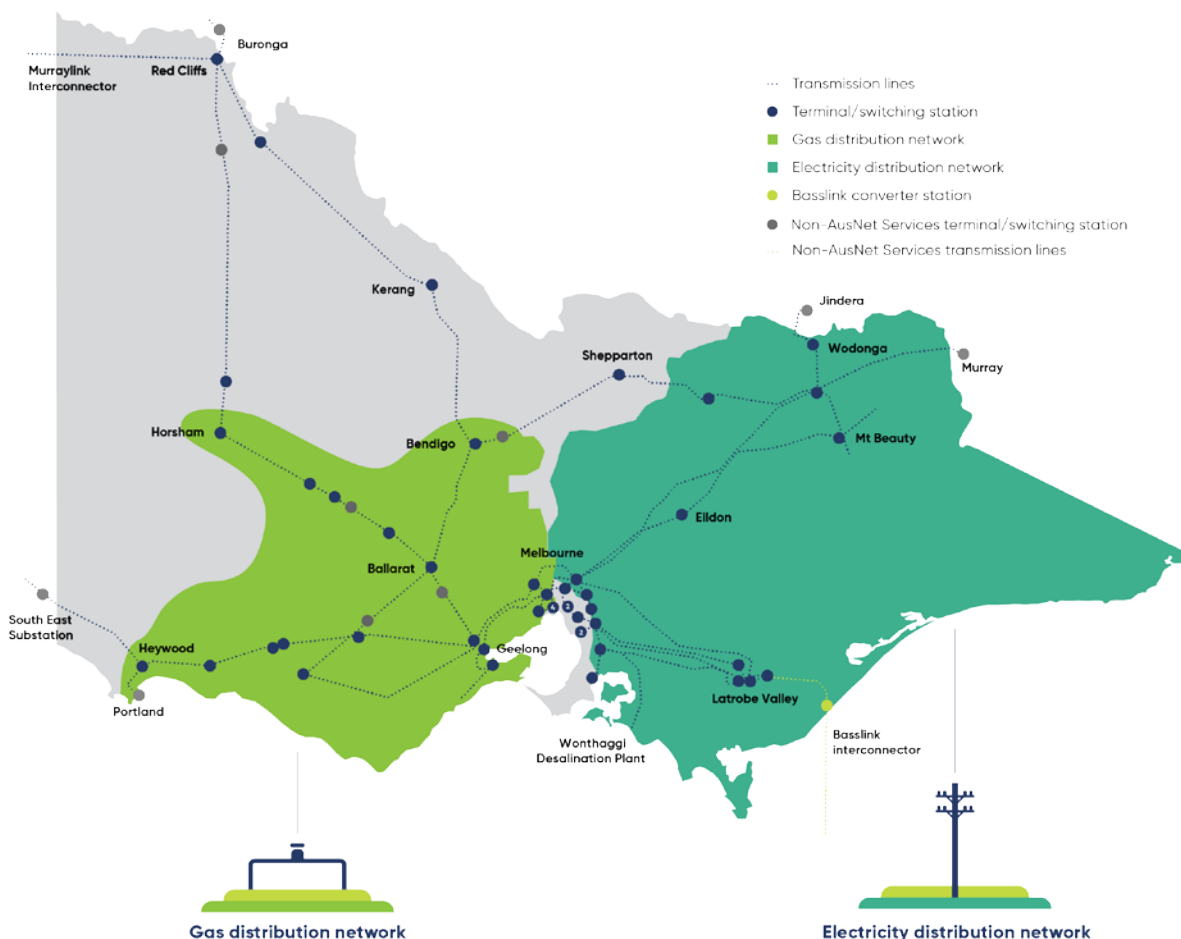 Buronga
Murraylink
Interconnector
Red Cliffs
Transmission lines
Terminal/switching station
Gas distribution network
Electricity distribution network
Basslink converter station
Non-AusNet Services terminal/switching station
Non-AusNet Services transmission lines
Kerang
Jindera
Wodonga
Shepparton
Murray
Horsham
Bendigo
Mt Beauty
Eildon
Melbourne
Ballarat
4
2
2
South East
Substation
Heywood
Geelong
Portland
Latrobe Valley
Wonthaggi
Desalination Plant
Basslink
interconnector
Gas distribution network
Electricity distribution network